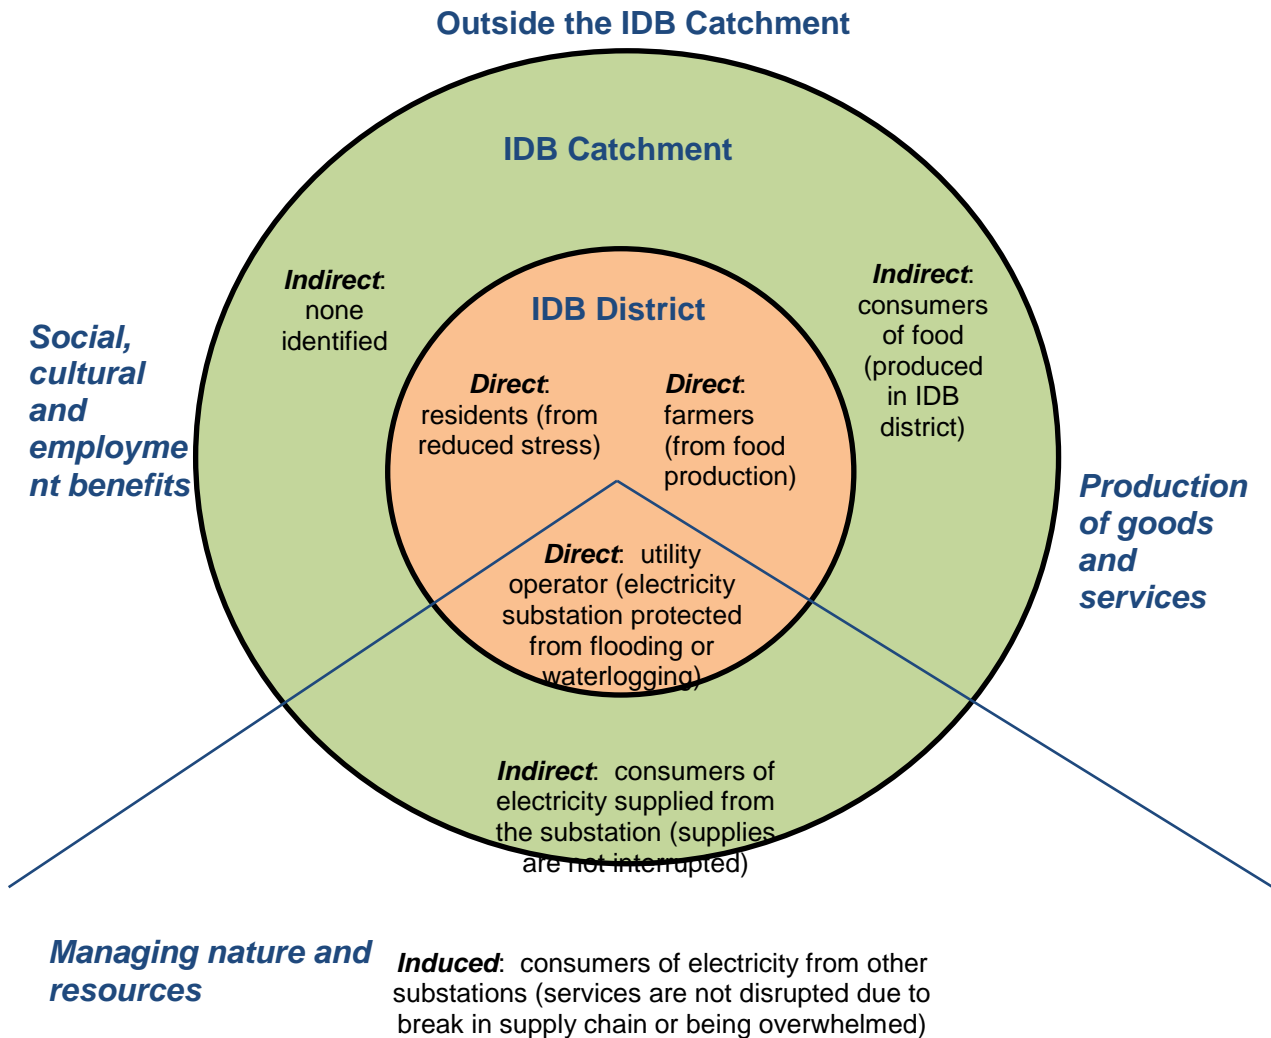 Outside the IDB Catchment
IDB Catchment
Indirect:
none
identified
Indirect:
consumers
of food
(produced
in IDB
district)
IDB District
Social,
cultural
and
employme
nt benefits
Direct:
residents (from
reduced stress)
Direct:
farmers
(from food
production)
Production
of goods
and
services
Direct: utility
operator (electricity
substation protected
from flooding or
waterlogging)
Indirect: consumers of
electricity supplied from
the substation (supplies
are not interrupted)
Managing nature and
resources
Induced: consumers of electricity from other
substations (services are not disrupted due to
break in supply chain or being overwhelmed)